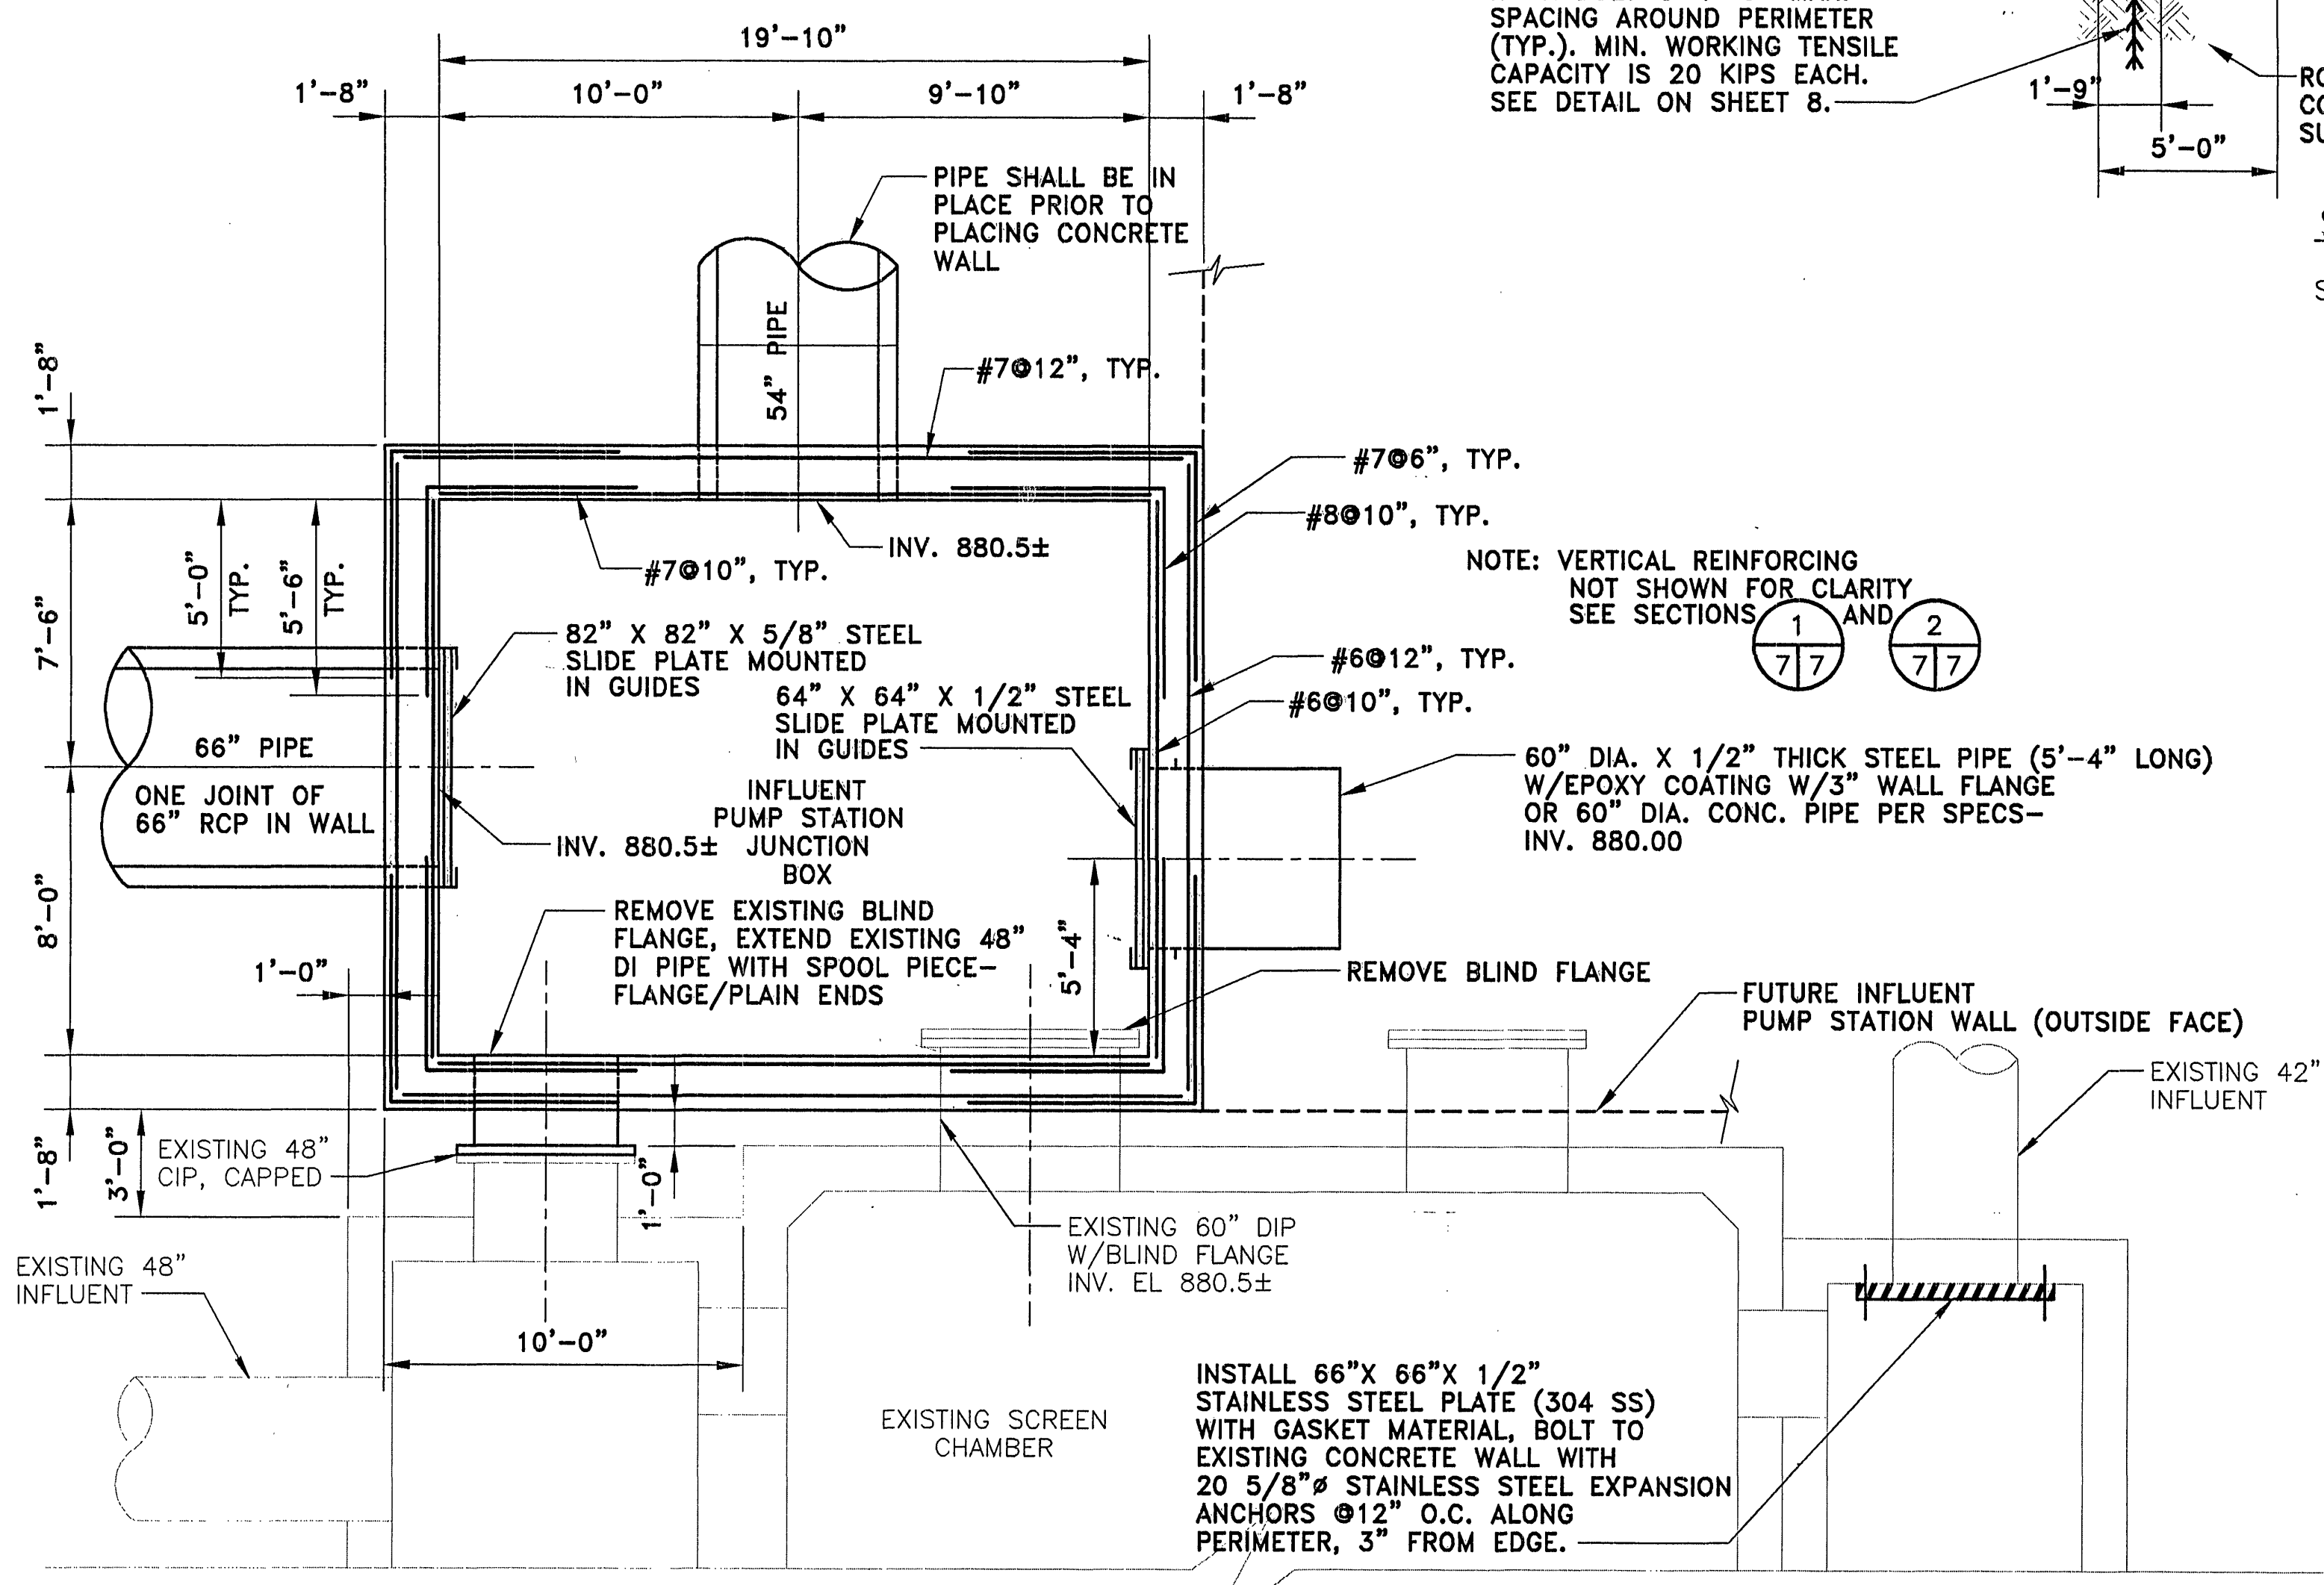 SPACING AROUND PERIMETER
(TYP.). MIN. WORKING TENSILE
CAPACITY IS 20 KIPS EACH.
SEE DETAIL ON SHEET 8.
1'-9"
5'-0"
19'-10"
1'-8"
10'-0"
9'-10"
1'-8"
PIPE SHALL BE IN
PLACE PRIOR TO
PLACING CONCRETE
WALL
54" PIPE
1'-8"
#7@12", TYP.
#7@6", TYP.
#8@10", TYP.
INV. 880.5±
#7@10", TYP.
NOTE: VERTICAL REINFORCING
NOT SHOWN FOR CLARITY
SEE SECTIONS 1 AND 2
7 7
7 7
5'-0"
TYP.
5'-6"
TYP.
7'-6"
82" X 82" X 5/8" STEEL
SLIDE PLATE MOUNTED
IN GUIDES
64" X 64" X 1/2" STEEL
SLIDE PLATE MOUNTED
IN GUIDES
#6@12", TYP.
#6@10", TYP.
66" PIPE
ONE JOINT OF
66" RCP IN WALL
INFLUENT
PUMP STATION
JUNCTION
BOX
INV. 880.5±
60" DIA. X 1/2" THICK STEEL PIPE (5'-4" LONG)
W/EPOXY COATING W/3" WALL FLANGE
OR 60" DIA. CONC. PIPE PER SPECS-
INV. 880.00
8'-0"
REMOVE EXISTING BLIND
FLANGE, EXTEND EXISTING 48"
DI PIPE WITH SPOOL PIECE-
FLANGE/PLAIN ENDS
1'-0"
5'-4"
REMOVE BLIND FLANGE
FUTURE INFLUENT
PUMP STATION WALL (OUTSIDE FACE)
EXISTING 42"
INFLUENT
1'-8"
3'-0"
EXISTING 48"
CIP, CAPPED
1'-0"
EXISTING 60" DIP
W/BLIND FLANGE
INV. EL 880.5±
EXISTING 48"
INFLUENT
10'-0"
EXISTING SCREEN
CHAMBER
INSTALL 66"X 66"X 1/2"
STAINLESS STEEL PLATE (304 SS)
WITH GASKET MATERIAL, BOLT TO
EXISTING CONCRETE WALL WITH
20 5/8"ø STAINLESS STEEL EXPANSION
ANCHORS @12" O.C. ALONG
PERIMETER, 3" FROM EDGE.